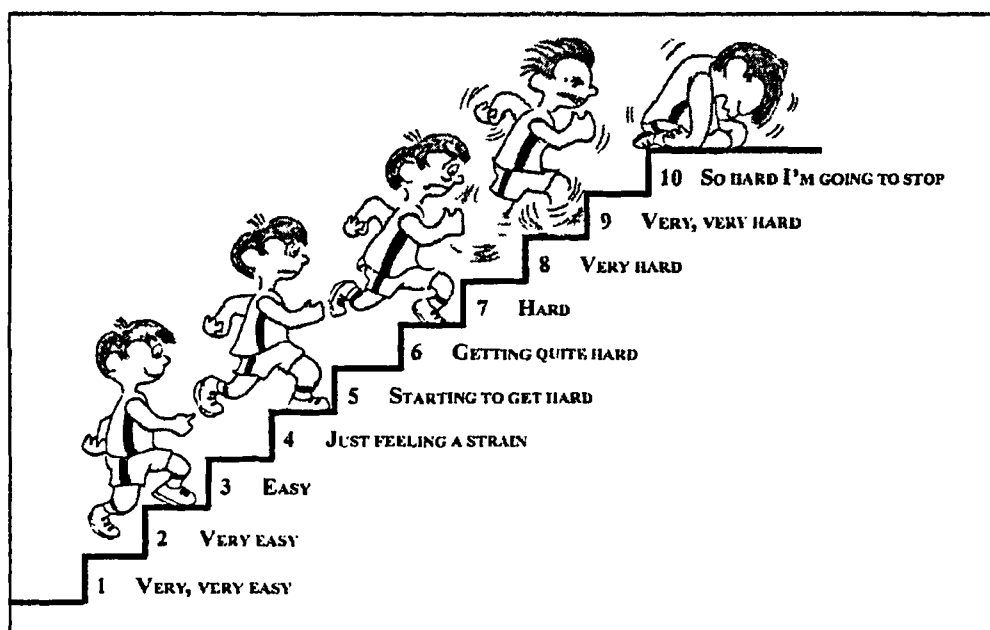 10 SO HARD I'M GOING TO STOP
9 VERY, VERY HARD
8 VERY HARD
7 HARD
6 GETTING QUITE HARD
5 STARTING TO GET HARD
4 JUST FEELING A STRAIN
3 EASY
2 VERY EASY
1 VERY, VERY EASY